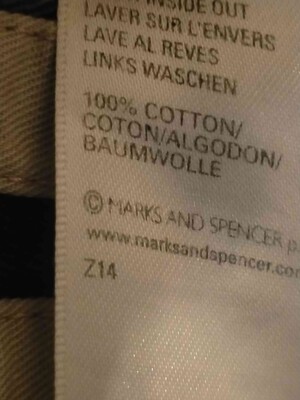 INSIDE OUT
LAVER SUR L'ENVERS
LAVE AL REVES
LINKS WASCHEN
100% COTTON/
COTON/ALGODON/
BAUMWOLLE
© MARKS AND SPENCER p
www.marksandspencer.co
Z14